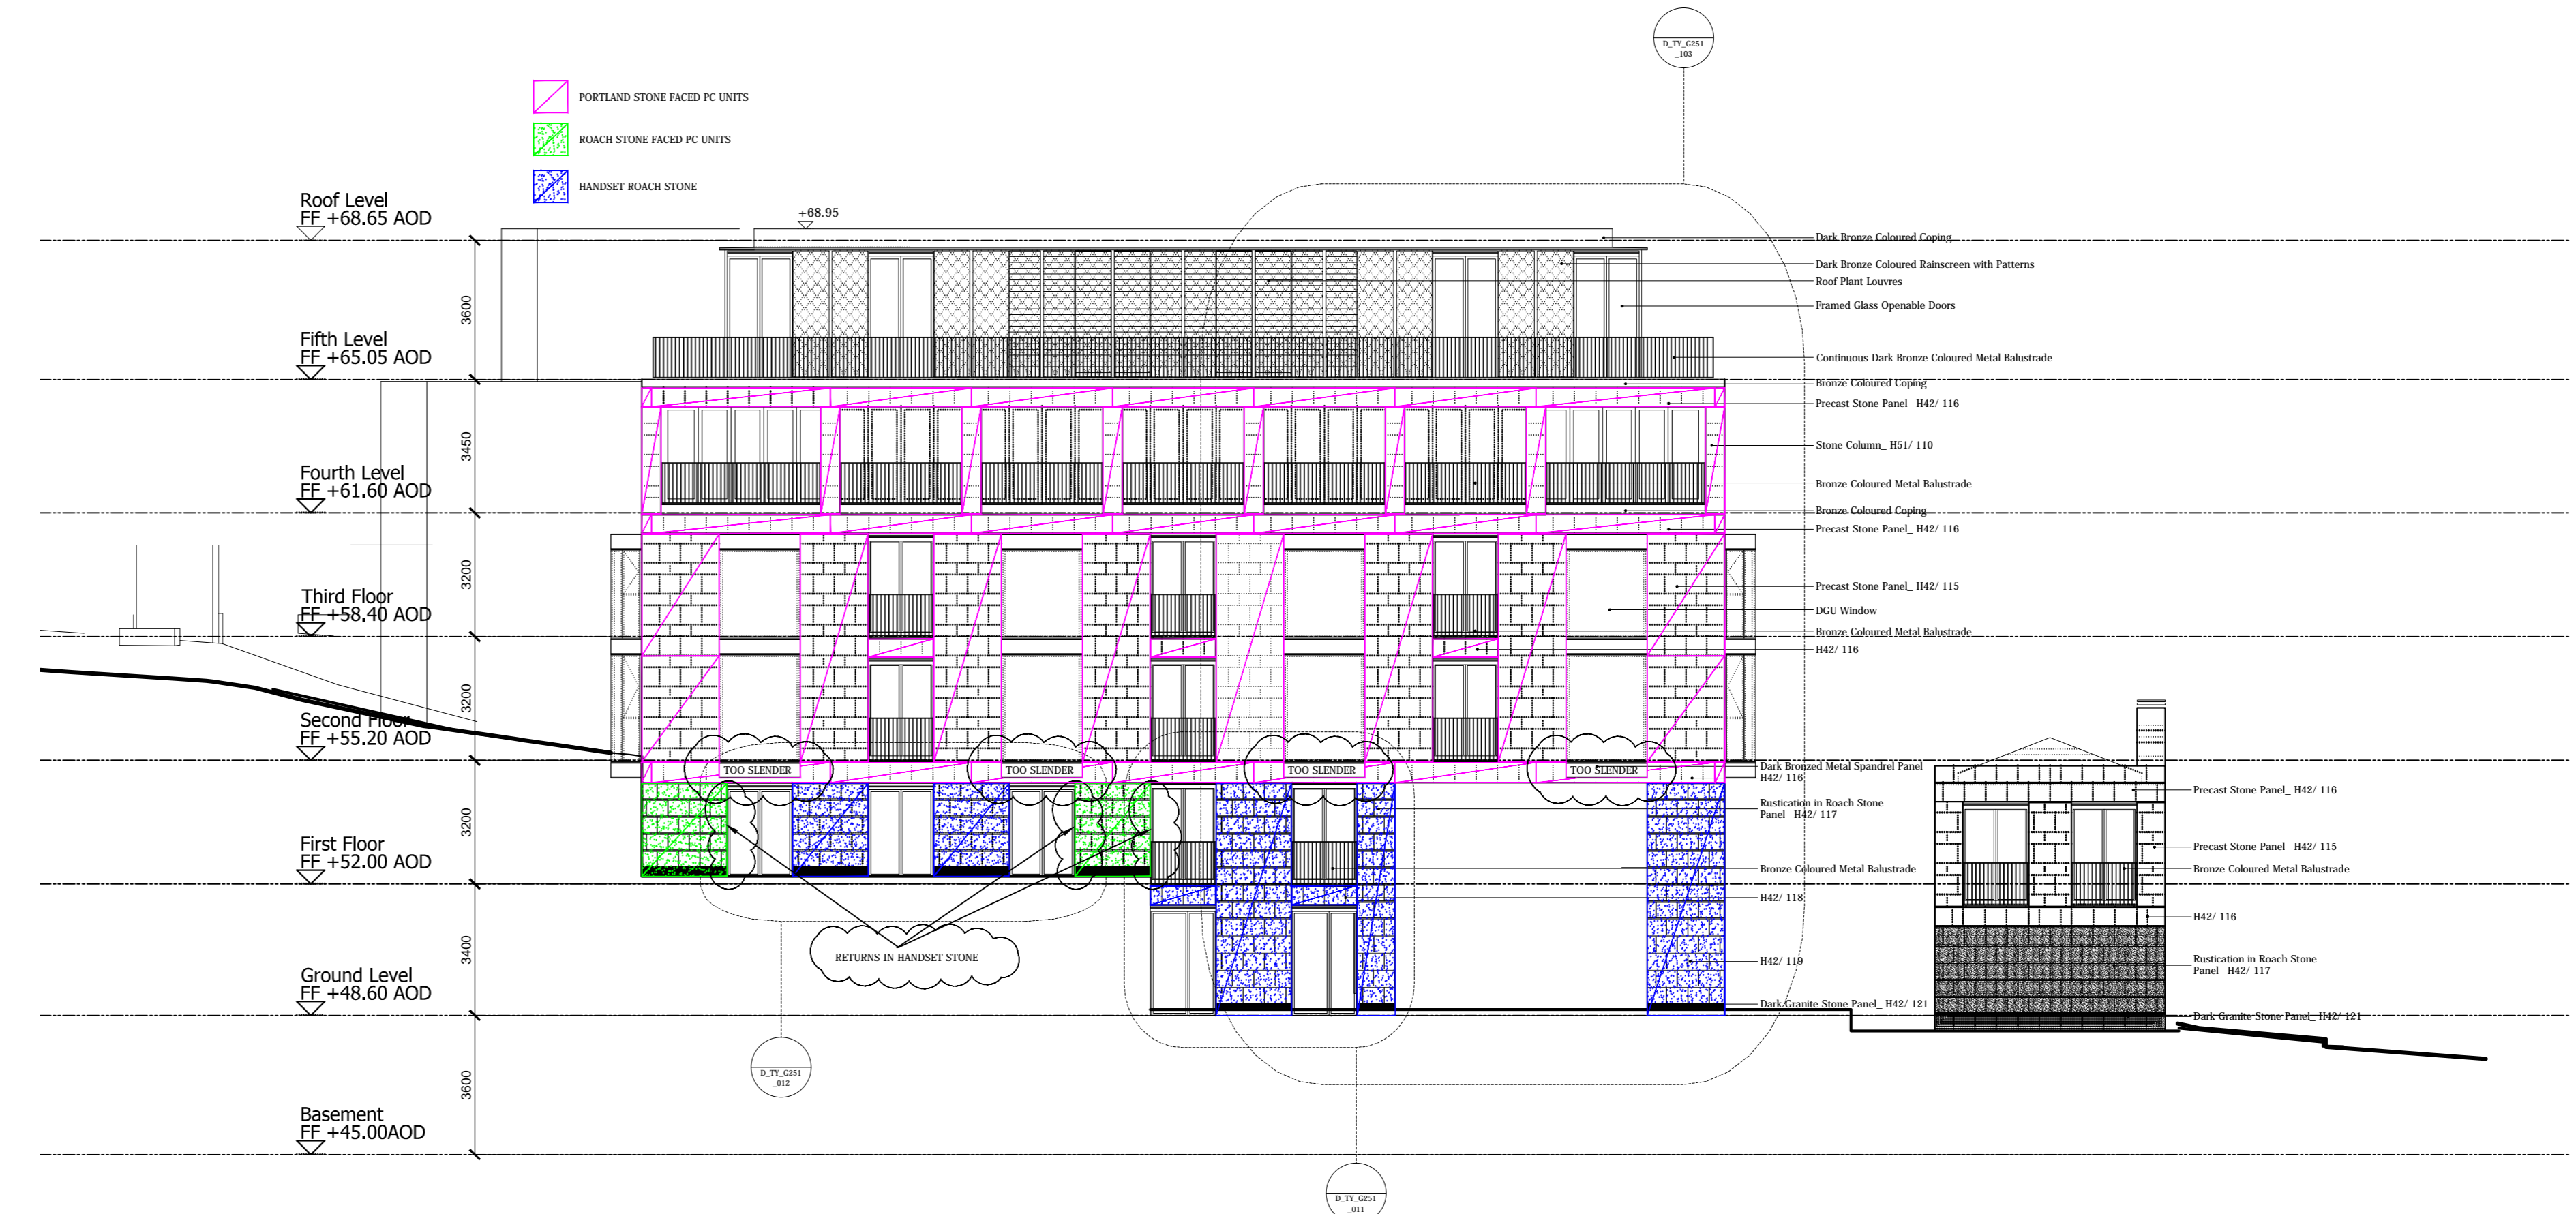 D_TY_G251
_103
PORTLAND STONE FACED PC UNITS
ROACH STONE FACED PC UNITS
HANDSET ROACH STONE
Roof Level
FF +68.65 AOD
+68.95
Dark Bronze Coloured Coping
Dark Bronze Coloured Rainscreen with Patterns
Roof Plant Louvres
3600
Framed Glass Openable Doors
Fifth Level
FF +65.05 AOD
Continuous Dark Bronze Coloured Metal Balustrade
Bronze Coloured Coping
Precast Stone Panel_ H42/ 116
3450
Stone Column_ H51/ 110
Fourth Level
FF +61.60 AOD
Bronze Coloured Metal Balustrade
Bronze Coloured Coping
Precast Stone Panel_ H42/ 116
3200
Precast Stone Panel_ H42/ 115
Third Floor
FF +58.40 AOD
DGU Window
Bronze Coloured Metal Balustrade
H42/ 116
3200
Second Floor
FF +55.20 AOD
TOO SLENDER
TOO SLENDER
TOO SLENDER
TOO SLENDER
Dark Bronzed Metal Spandrel Panel
H42/ 116
Precast Stone Panel_ H42/ 116
Rustication in Roach Stone
Panel_ H42/ 117
3200
First Floor
FF +52.00 AOD
Precast Stone Panel_ H42/ 115
Bronze Coloured Metal Balustrade
Bronze Coloured Metal Balustrade
H42/ 118
H42/ 116
3400
RETURNS IN HANDSET STONE
H42/ 119
Rustication in Roach Stone
Panel_ H42/ 117
Ground Level
FF +48.60 AOD
Dark Granite Stone Panel_ H42/ 121
Dark Granite Stone Panel_ H42/ 121
D_TY_G251
_012
3600
Basement
FF +45.00AOD
D_TY_G251
_011